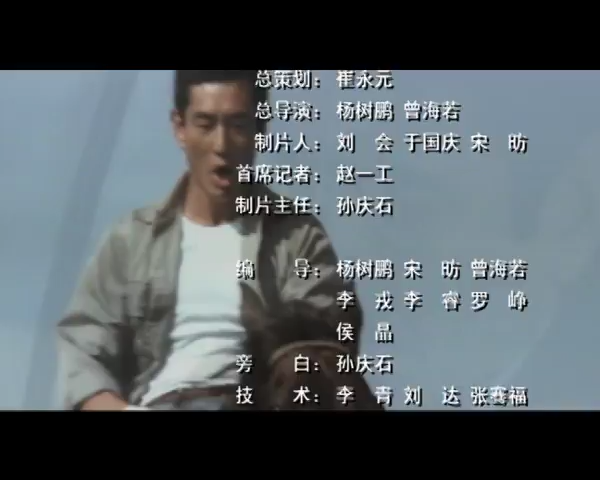 总策划: 崔永元
总导演: 杨树鹏 曾海若
制片人: 刘 会 于国庆 宋 昉
首席记者: 赵一工
制片主任: 孙庆石
编 导: 杨树鹏 宋 昉 曾海若
李 戎 李 睿 罗 峥
侯 晶
旁 白: 孙庆石
技 术: 李 青 刘 达 张赛福